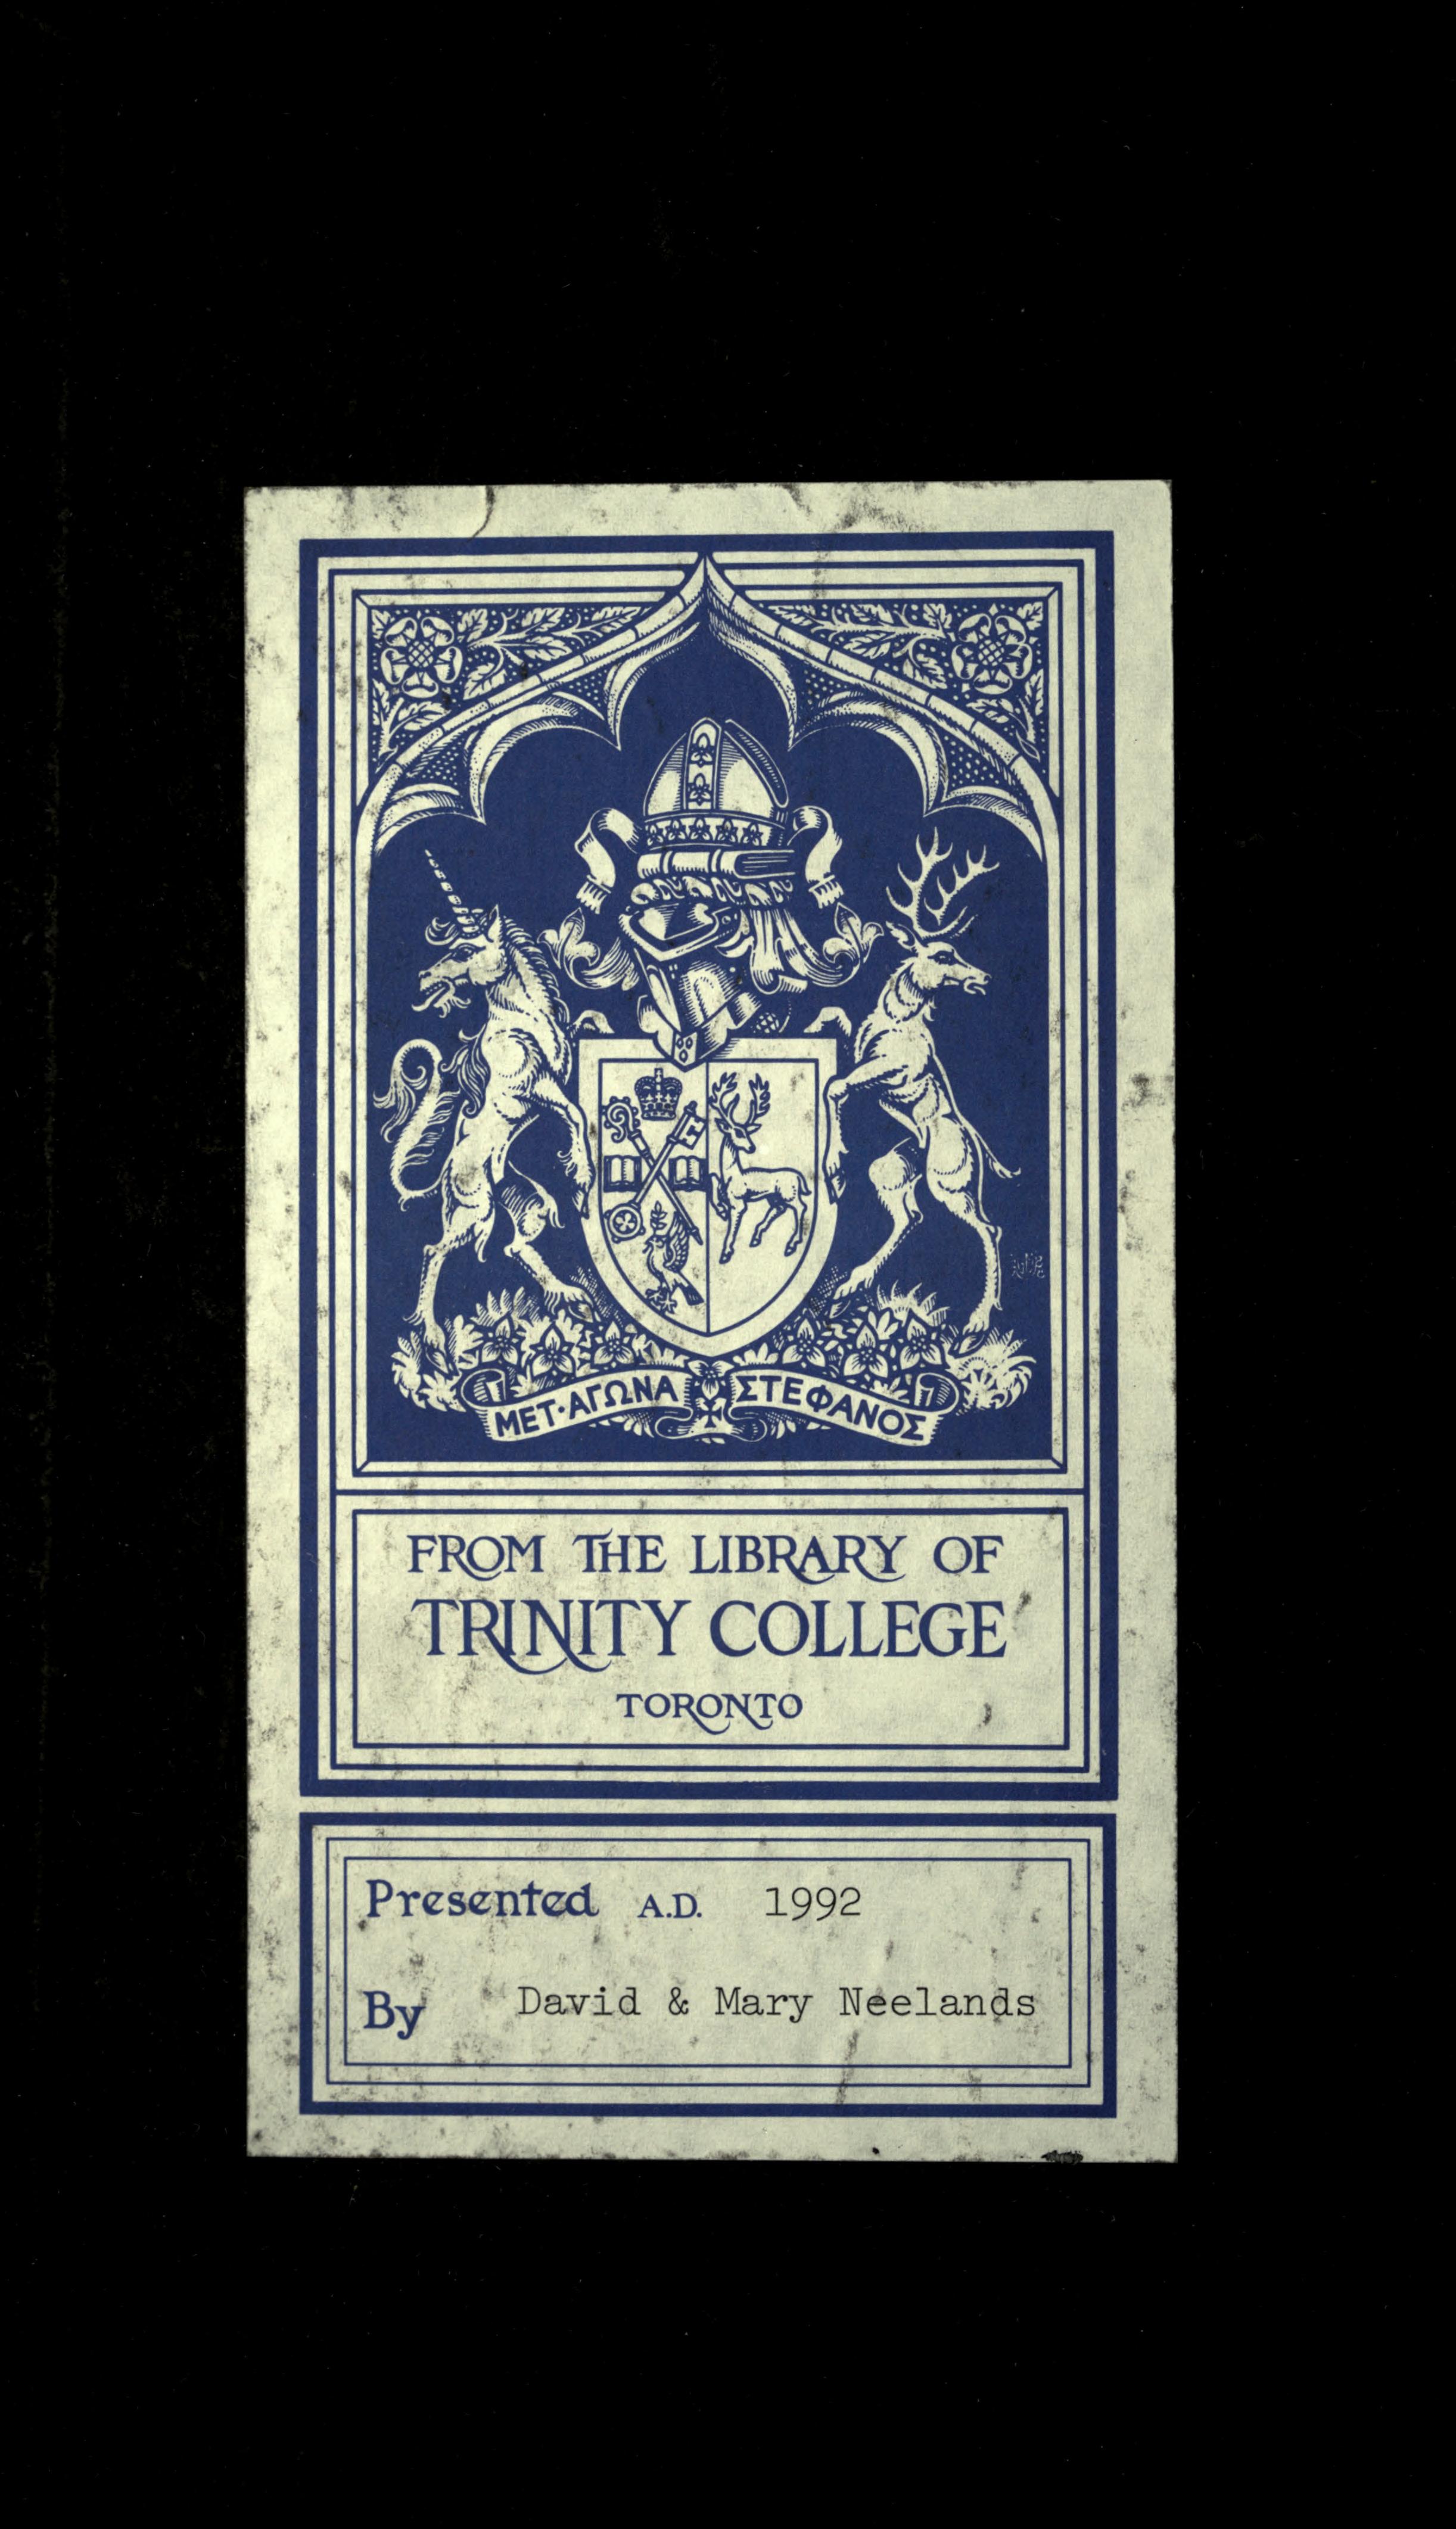 ΜΕΤ·ΑΓΩΝΑ ΣΤΕΦΑΝΟΣ
FROM THE LIBRARY OF
TRINITY COLLEGE
TORONTO
Presented A.D. 1992
By David & Mary Neelands